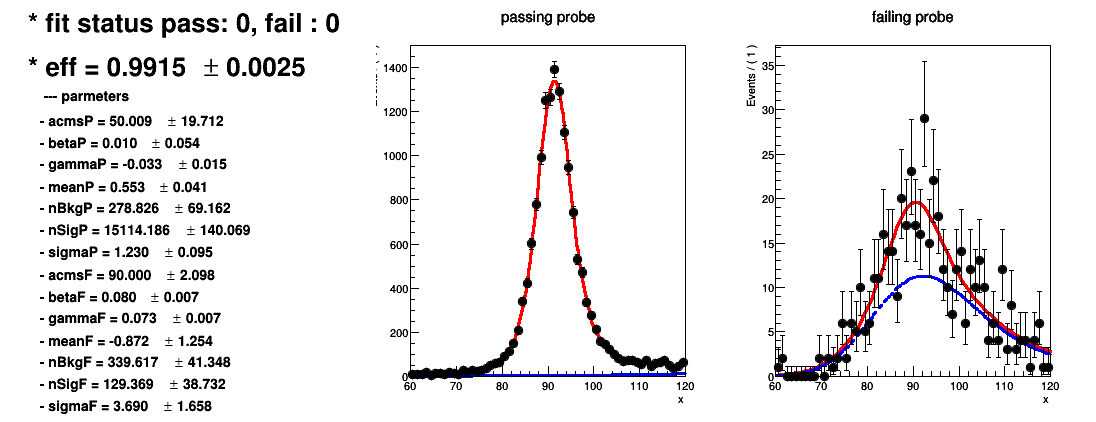 * fit status pass: 0, fail : 0
* eff = 0.9915 ± 0.0025
--- parmeters
- acmsP = 50.009 ± 19.712
- betaP = 0.010 ± 0.054
- gammaP = -0.033 ± 0.015
- meanP = 0.553 ± 0.041
- nBkgP = 278.826 ± 69.162
- nSigP = 15114.186 ± 140.069
- sigmaP = 1.230 ± 0.095
- acmsF = 90.000 ± 2.098
- betaF = 0.080 ± 0.007
- gammaF = 0.073 ± 0.007
- meanF = -0.872 ± 1.254
- nBkgF = 339.617 ± 41.348
- nSigF = 129.369 ± 38.732
- sigmaF = 3.690 ± 1.658
passing probe
1400
1200
1000
800
600
400
200
0
60 70 80 90 100 110 120
x
failing probe
Events / ( 1 )
35
30
25
20
15
10
5
0
60 70 80 90 100 110 120
x